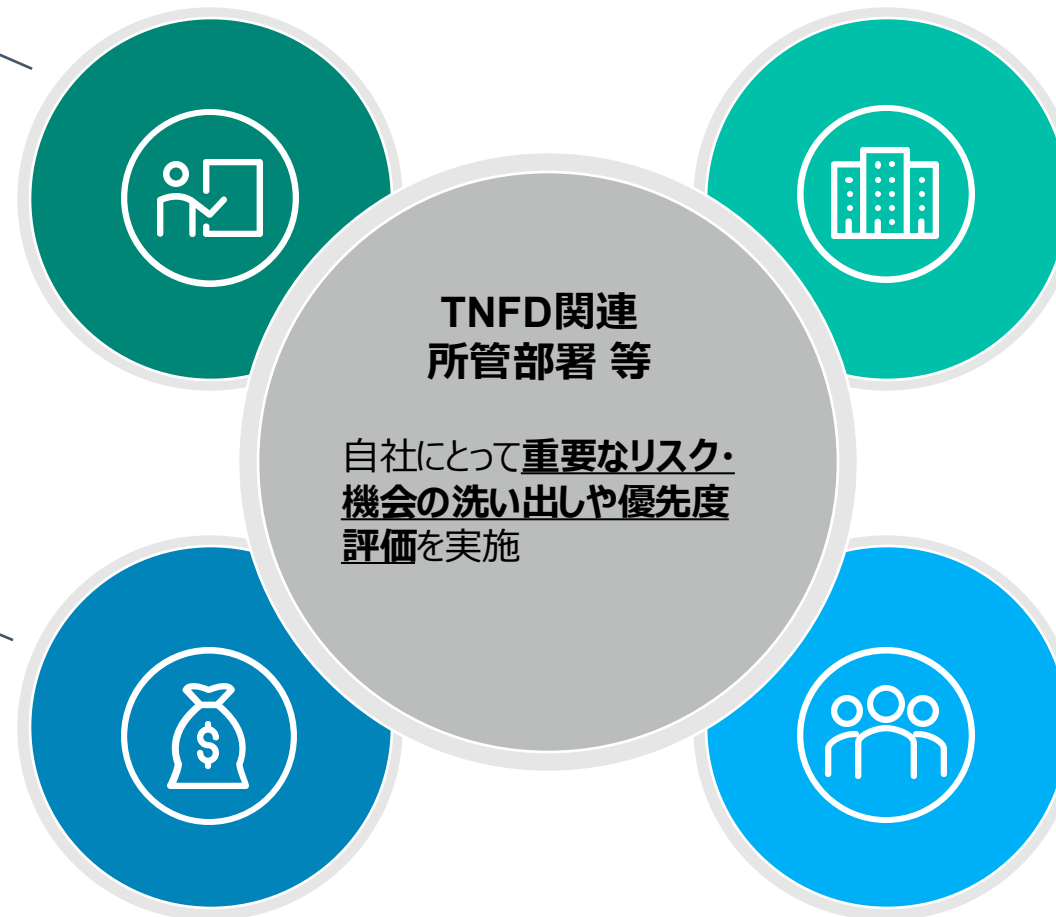 TNFD関連
所管部署 等
自社にとって重要なリスク・
機会の洗い出しや優先度
評価を実施
$